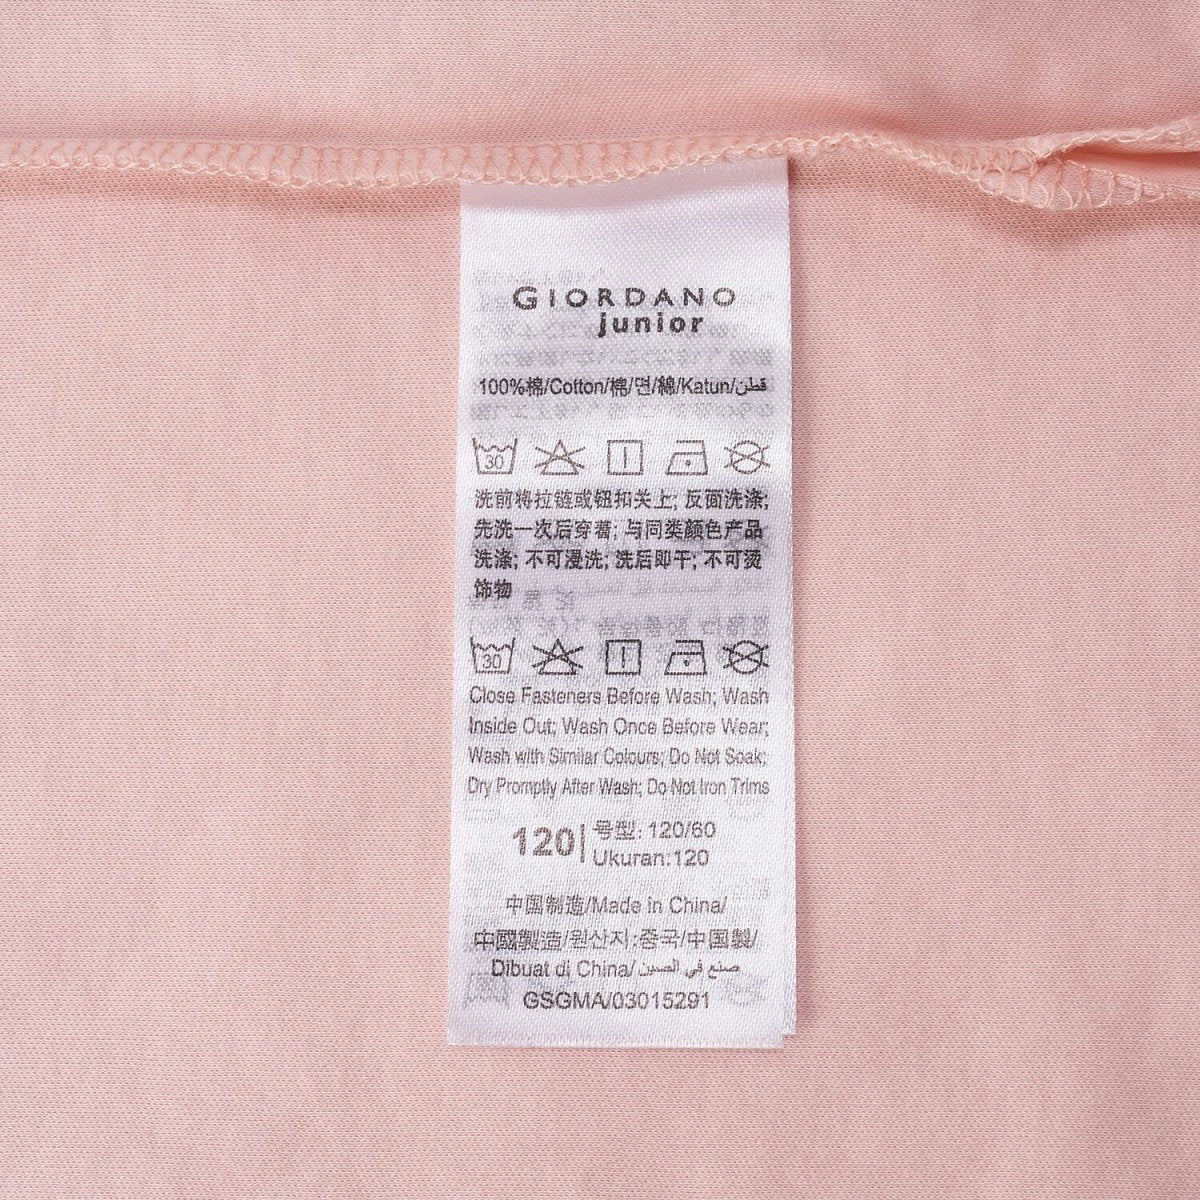 GIORDANO
junior
100%棉/Cotton/棉/면/綿/Katun/قطن
30
洗前将拉链或钮扣关上; 反面洗涤;
先洗一次后穿著; 与同类颜色产品
洗涤; 不可浸洗; 洗后即干; 不可烫
饰物
30
Close Fasteners Before Wash; Wash
Inside Out; Wash Once Before Wear;
Wash with Similar Colours; Do Not Soak;
Dry Promptly After Wash; Do Not Iron Trims
120 号型: 120/60
Ukuran:120
中国制造/Made in China/
中國製造/원산지:중국/中国製/
Dibuat di China/صنع في الصين
GSGMA/03015291